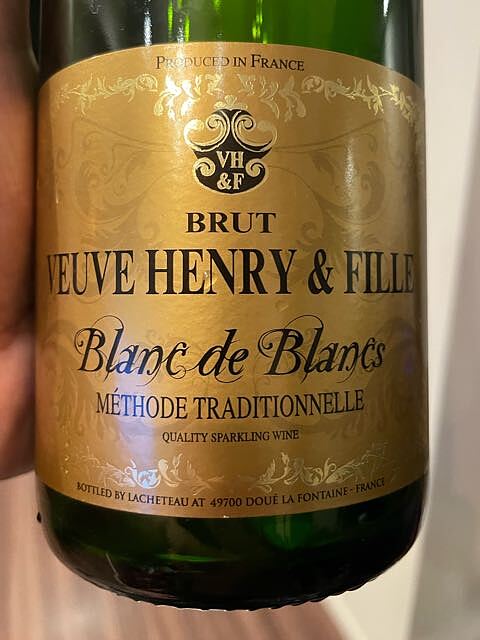 PRODUCED IN FRANCE
VH
&F
BRUT
VEUVE HENRY & FILLE
Blanc de Blancs
MÉTHODE TRADITIONNELLE
QUALITY SPARKLING WINE
BOTTLED BY LACHETEAU AT 49700 DOUÉ LA FONTAINE - FRANCE